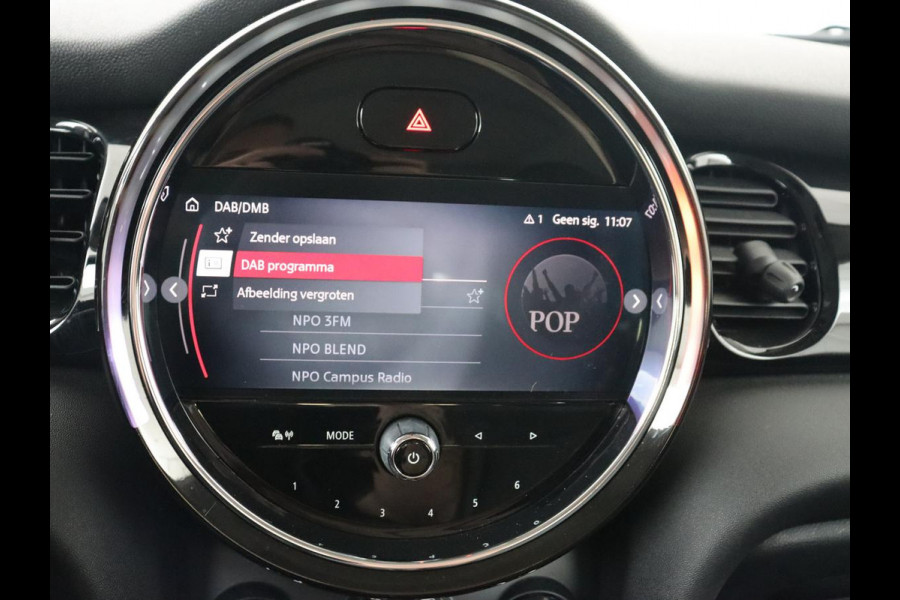 DAB/DMB
1 Geen sig. 11:07
Zender opslaan
DAB programma
Afbeelding vergroten
NPO 3FM
NPO BLEND
NPO Campus Radio
POP
MODE
1
2
3
4
5
6